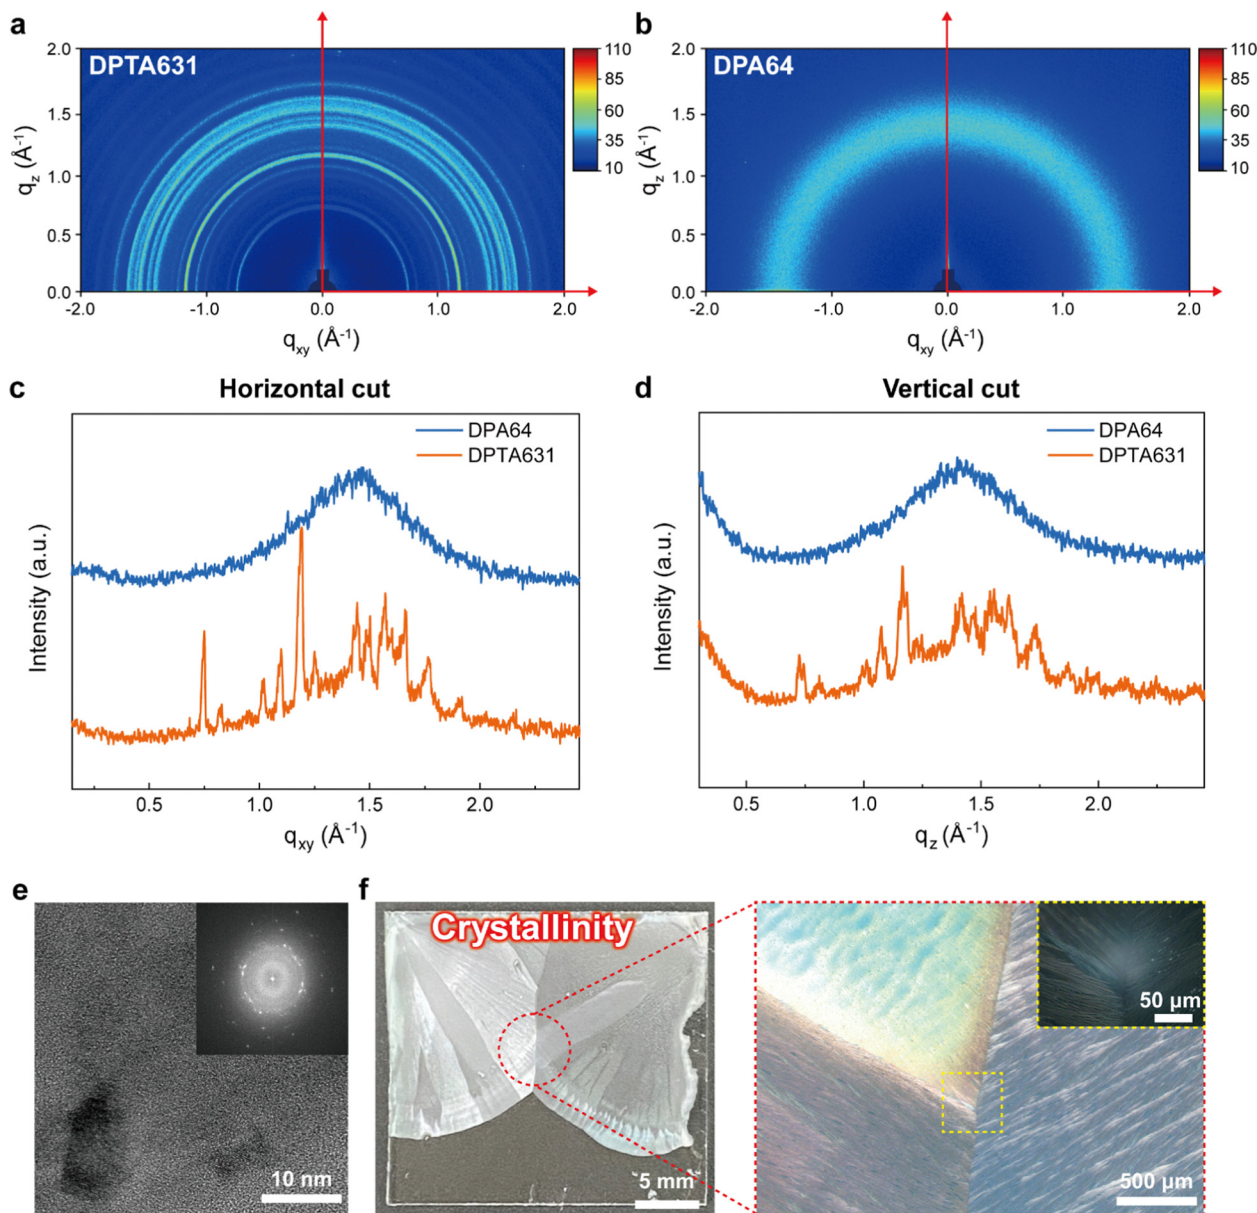 a
DPTA631
2.0
1.5
1.0
0.5
0.0
q_z (Å⁻¹)
-2.0 -1.0 0.0 1.0 2.0
q_xy (Å⁻¹)
110
85
60
35
10
b
DPA64
2.0
1.5
1.0
0.5
0.0
q_z (Å⁻¹)
-2.0 -1.0 0.0 1.0 2.0
q_xy (Å⁻¹)
110
85
60
35
10
c
Horizontal cut
DPA64
DPTA631
Intensity (a.u.)
0.5 1.0 1.5 2.0
q_xy (Å⁻¹)
d
Vertical cut
DPA64
DPTA631
Intensity (a.u.)
0.5 1.0 1.5 2.0
q_z (Å⁻¹)
e
10 nm
f
Crystallinity
5 mm
50 μm
500 μm